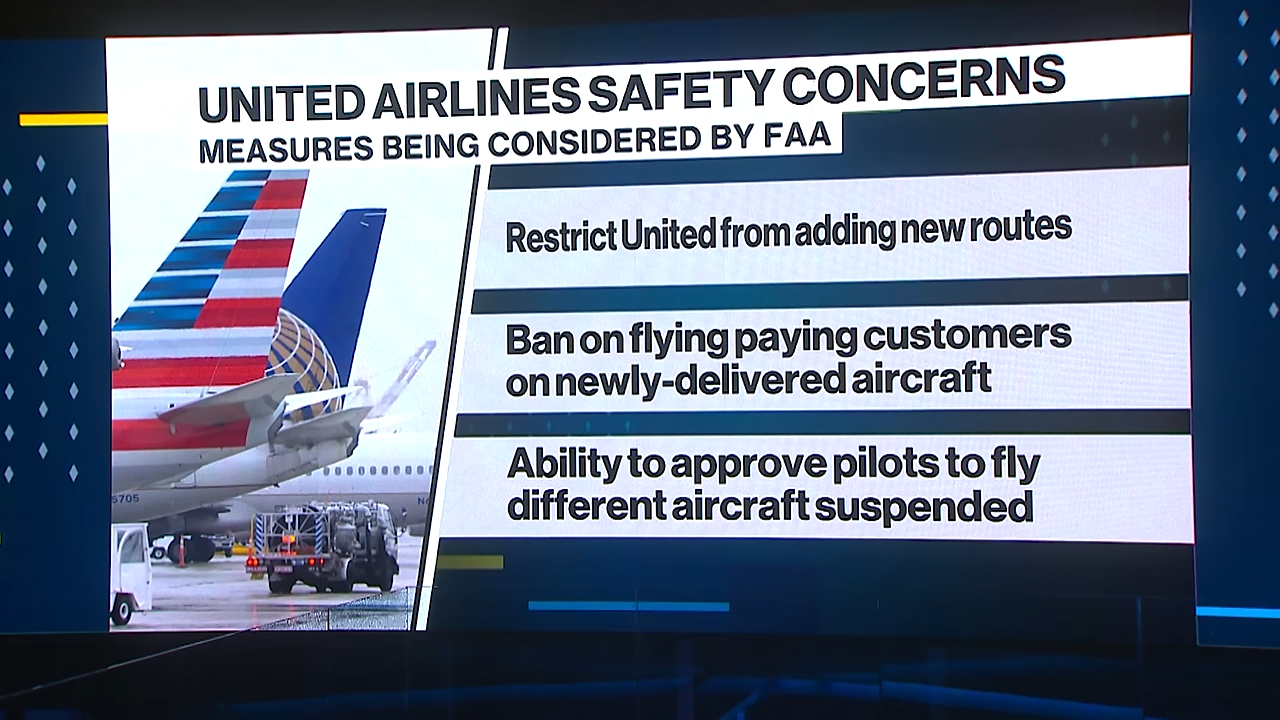 UNITED AIRLINES SAFETY CONCERNS
MEASURES BEING CONSIDERED BY FAA
Restrict United from adding new routes
Ban on flying paying customers
on newly-delivered aircraft
Ability to approve pilots to fly
different aircraft suspended
5705